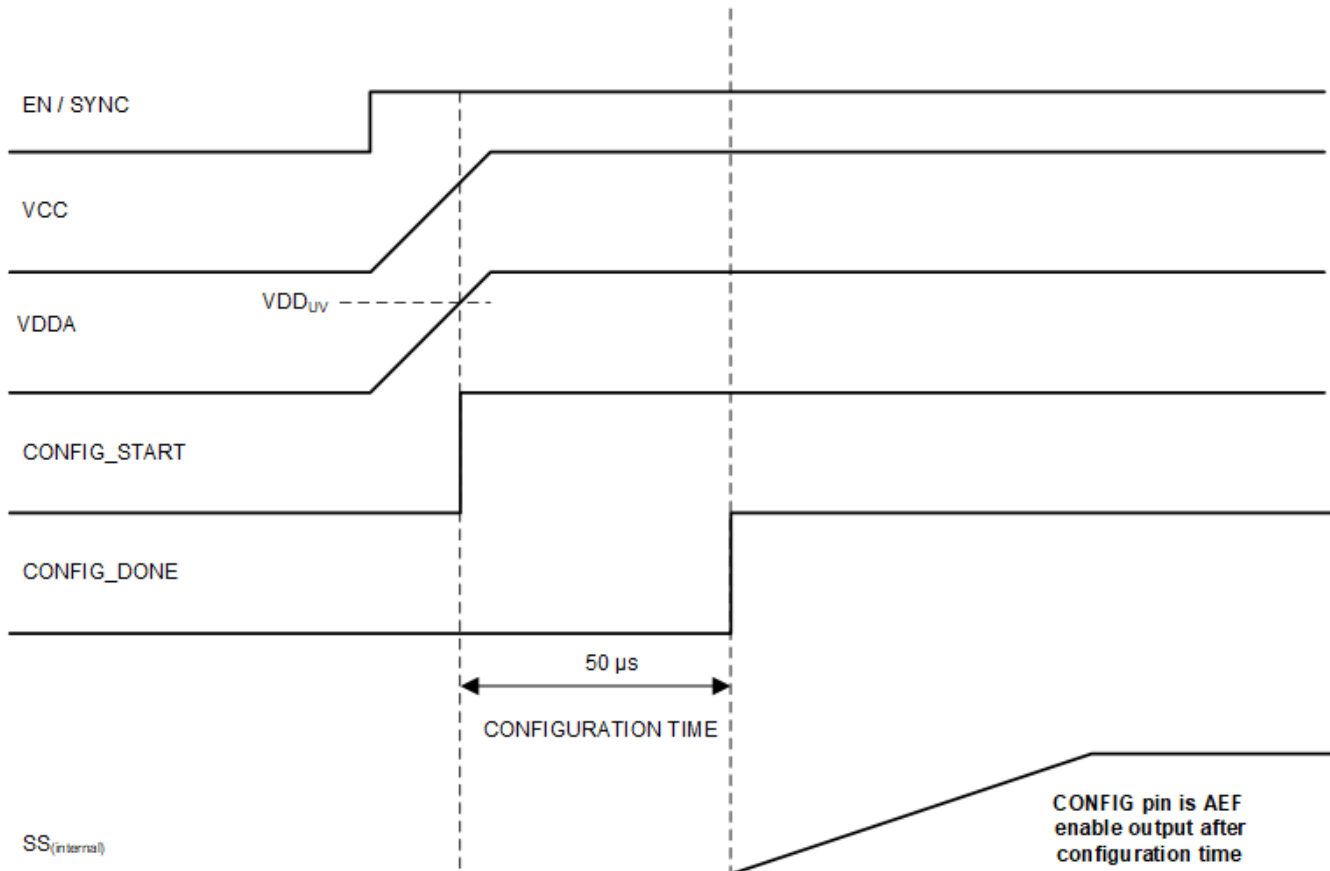 EN / SYNC
VCC
VDD_UV
VDDA
CONFIG_START
CONFIG_DONE
50 µs
CONFIGURATION TIME
CONFIG pin is AEF
enable output after
configuration time
SS(internal)